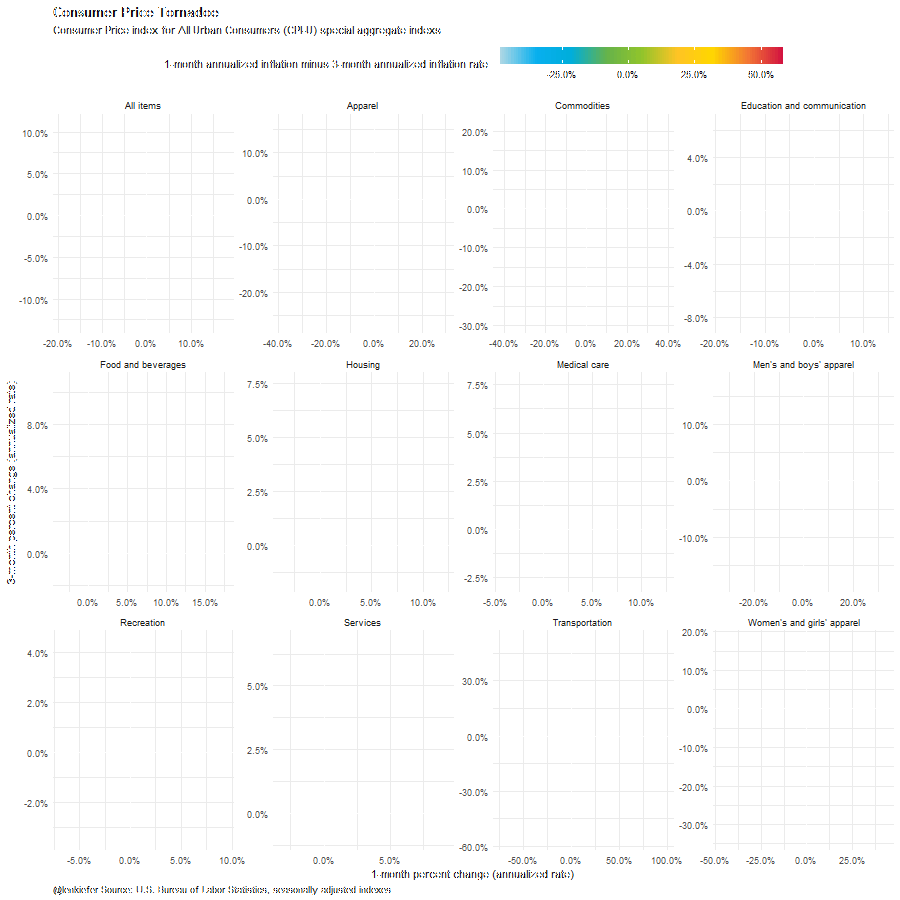 Consumer Price Tornadoe
Consumer Price index for All Urban Consumers (CPI-U) special aggregate indexs
1-month annualized inflation minus 3-month annualized inflation rate
-25.0% 0.0% 25.0% 50.0%
All items Apparel Commodities Education and communication
10.0%
5.0%
0.0%
-5.0%
-10.0%
-20.0% -10.0% 0.0% 10.0%
10.0%
0.0%
-10.0%
-20.0%
-40.0% -20.0% 0.0% 20.0%
20.0%
10.0%
0.0%
-10.0%
-20.0%
-30.0%
-40.0% -20.0% 0.0% 20.0% 40.0%
4.0%
0.0%
-4.0%
-8.0%
-20.0% -10.0% 0.0% 10.0%
Food and beverages Housing Medical care Men's and boys' apparel
3-month percent change (annualized rate)
8.0%
4.0%
0.0%
0.0% 5.0% 10.0% 15.0%
7.5%
5.0%
2.5%
0.0%
0.0% 5.0% 10.0%
7.5%
5.0%
2.5%
0.0%
-2.5%
-5.0% 0.0% 5.0% 10.0%
10.0%
0.0%
-10.0%
-20.0% 0.0% 20.0%
Recreation Services Transportation Women's and girls' apparel
4.0%
2.0%
0.0%
-2.0%
-5.0% 0.0% 5.0% 10.0%
5.0%
2.5%
0.0%
0.0% 5.0%
30.0%
0.0%
-30.0%
-60.0%
-50.0% 0.0% 50.0% 100.0%
20.0%
10.0%
0.0%
-10.0%
-20.0%
-30.0%
-50.0% -25.0% 0.0% 25.0%
1-month percent change (annualized rate)
@lenkiefer Source: U.S. Bureau of Labor Statistics, seasonally adjusted indexes